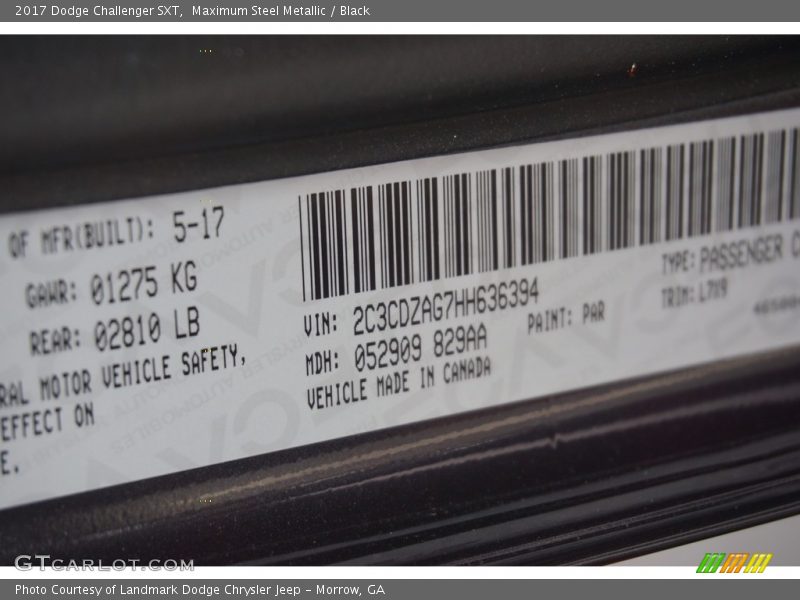 2017 Dodge Challenger SXT,  Maximum Steel Metallic / Black
OF MFR(BUILT): 5-17
GAWR: 01275 KG
REAR: 02810 LB
RAL MOTOR VEHICLE SAFETY,
EFFECT ON
E.
VIN: 2C3CDZAG7HH636394
MDH: 052909 829AA
VEHICLE MADE IN CANADA
PAINT: PAR
TYPE: PASSENGER C
TRIM: L7X9
GTCARLOT.COM
Photo Courtesy of Landmark Dodge Chrysler Jeep - Morrow, GA